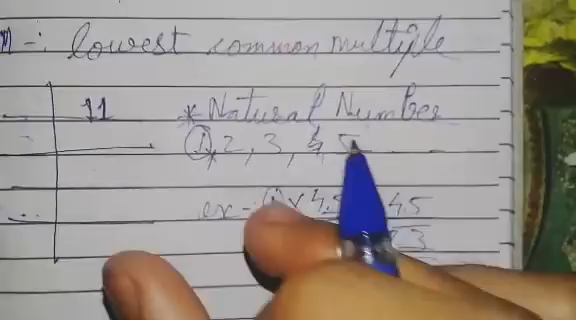 -: lowest common multiple
11 * Natural Number
1, 2, 3, 4 5
ex - 45